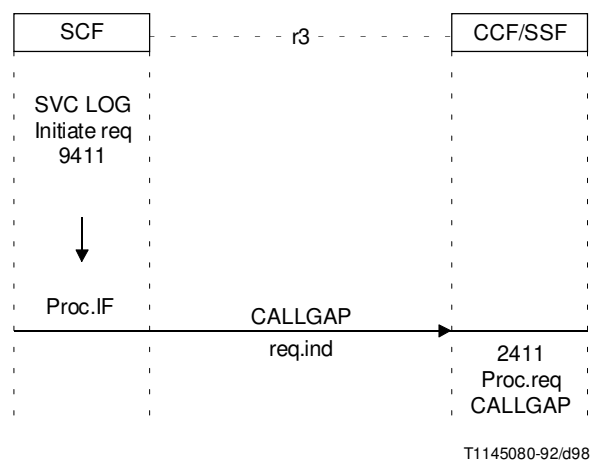 SCF
r3
CCF/SSF
SVC LOG
Initiate req
9411
Proc.IF
CALLGAP
req.ind
2411
Proc.req
CALLGAP
T1145080-92/d98